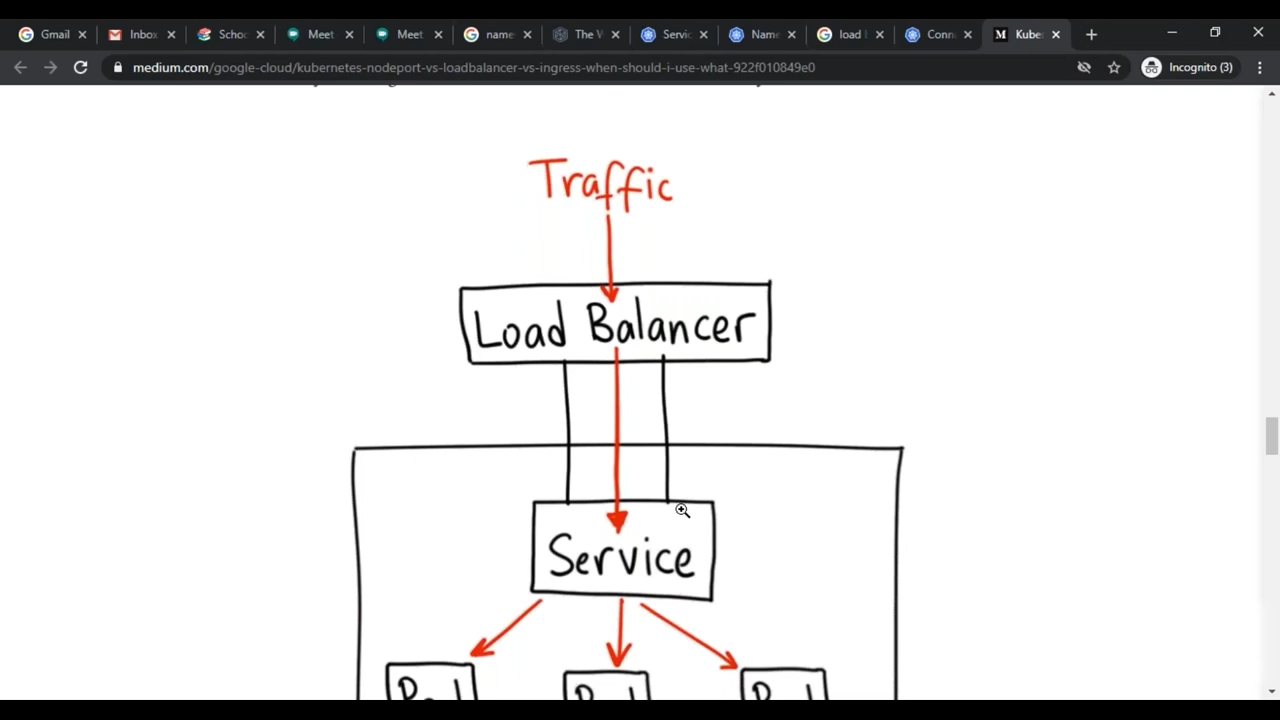 Gmail
Inbox
Schoo
Meet
Meet
name
The V
Servic
Name
load
Conn
Kube
medium.com/google-cloud/kubernetes-nodeport-vs-loadbalancer-vs-ingress-when-should-i-use-what-922f010849e0
Incognito (3)
Traffic
Load Balancer
Service